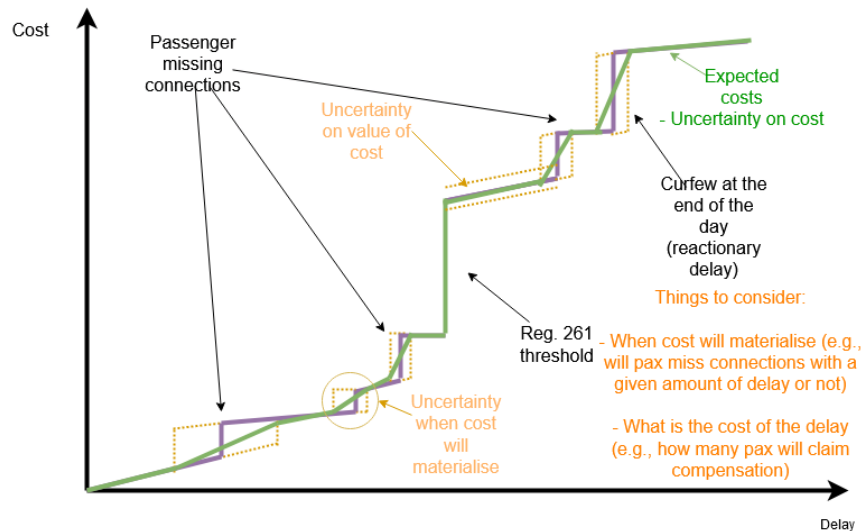 Cost
Passenger
missing
connections
Uncertainty
on value of
cost
Expected
costs
- Uncertainty on cost
Curfew at the
end of the
day
(reactionary
delay)
Reg. 261
threshold
Uncertainty
when cost
will
materialise
Things to consider:
- When cost will materialise (e.g.,
will pax miss connections with a
given amount of delay or not)
- What is the cost of the delay
(e.g., how many pax will claim
compensation)
Delay